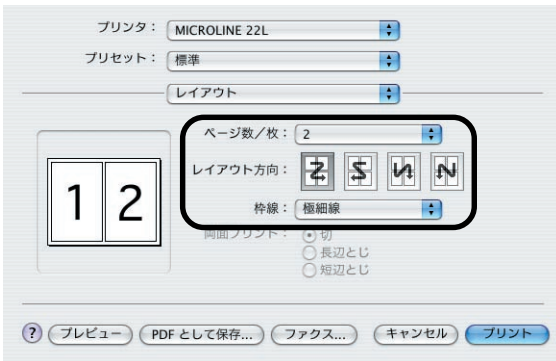 プリンタ： MICROLINE 22L
プリセット： 標準
レイアウト
ページ数／枚： 2
レイアウト方向：
枠線： 極細線
両面プリント： 切
長辺とじ
短辺とじ
1 2
? プレビュー PDF として保存... ファクス... キャンセル プリント